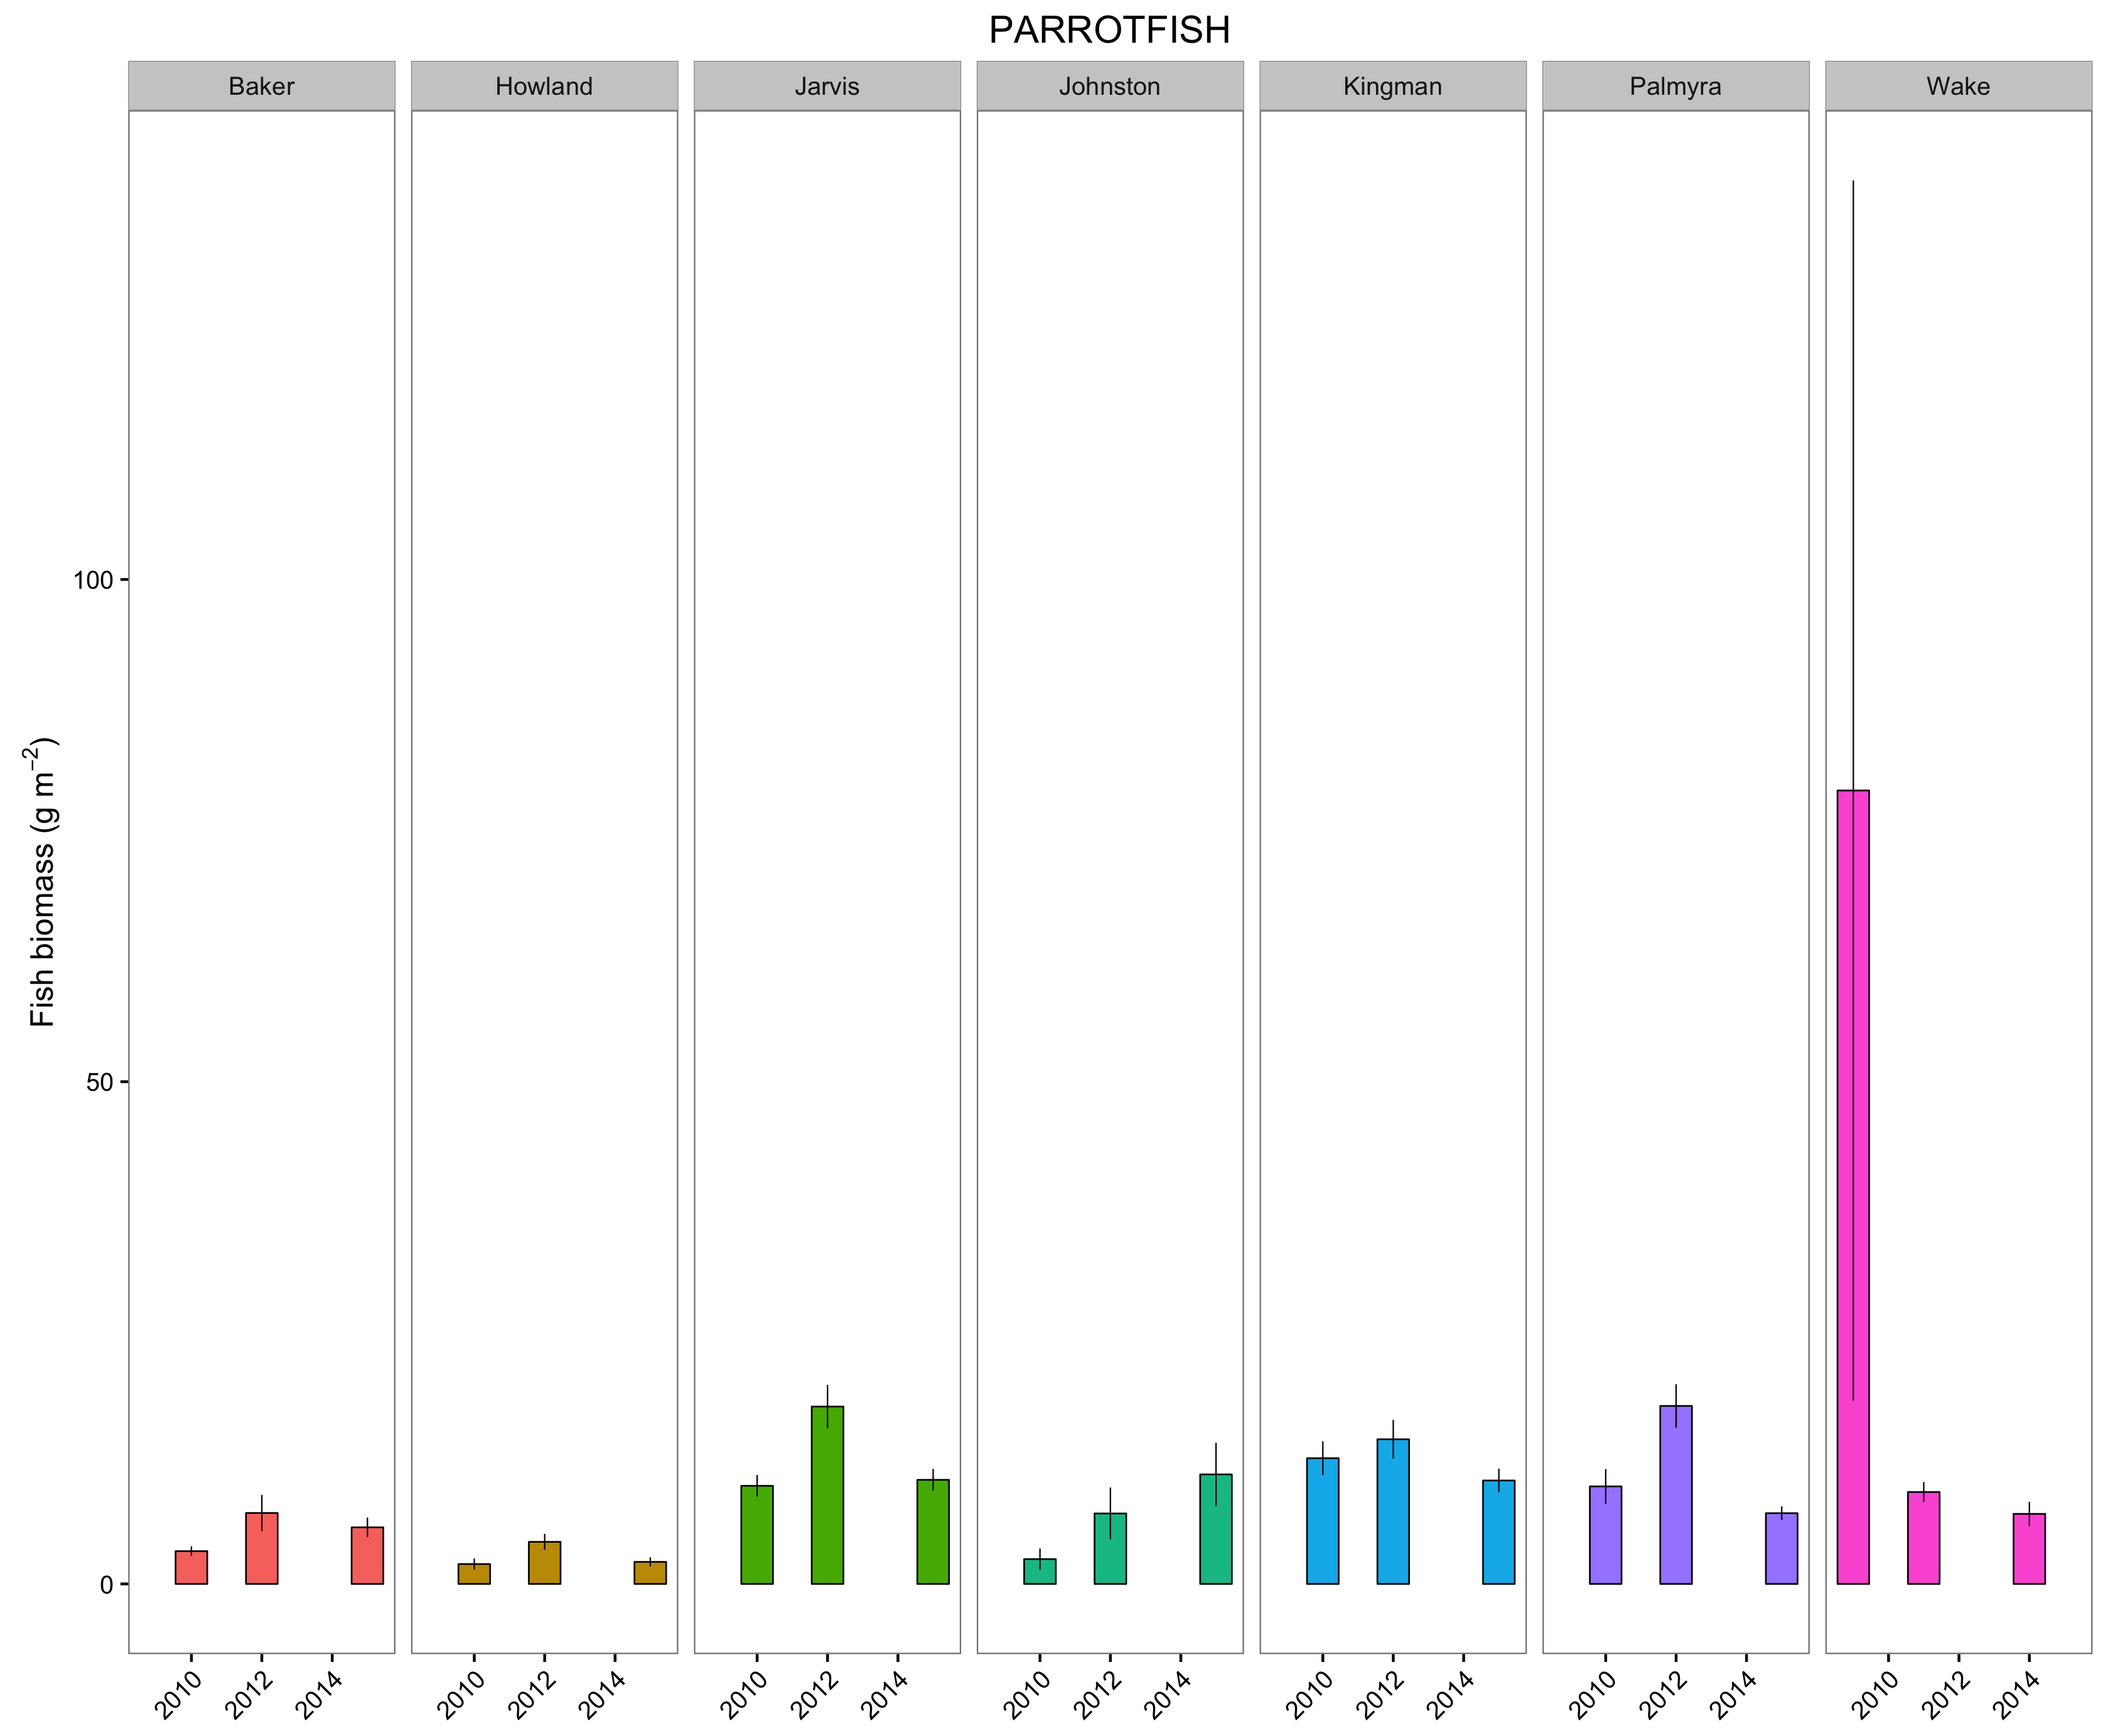 PARROTFISH
Baker Howland Jarvis Johnston Kingman Palmyra Wake
Fish biomass (g m⁻²)
100
50
0
2010 2012 2014 2010 2012 2014 2010 2012 2014 2010 2012 2014 2010 2012 2014 2010 2012 2014 2010 2012 2014